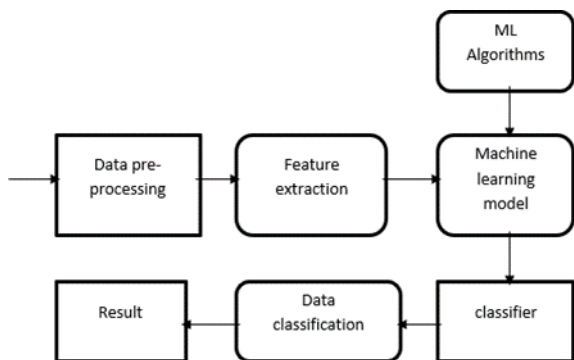 ML
Algorithms
Data pre-
processing
Feature
extraction
Machine
learning
model
Result
Data
classification
classifier